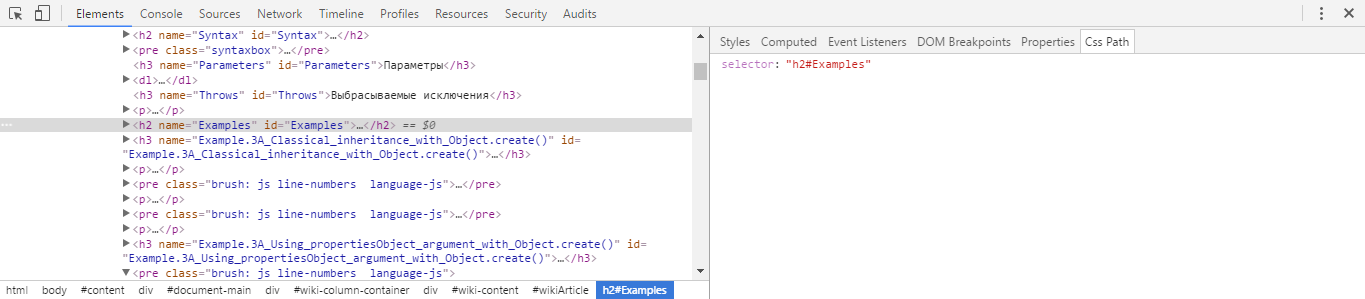 Elements Console Sources Network Timeline Profiles Resources Security Audits
<h2 name="Syntax" id="Syntax">…</h2>
<pre class="syntaxbox">…</pre>
<h3 name="Parameters" id="Parameters">Параметры</h3>
<dl>…</dl>
<h3 name="Throws" id="Throws">Выбрасываемые исключения</h3>
<p>…</p>
<h2 name="Examples" id="Examples">…</h2> == $0
<h3 name="Example.3A_Classical_inheritance_with_Object.create()" id=
"Example.3A_Classical_inheritance_with_Object.create()">…</h3>
<p>…</p>
<pre class="brush: js line-numbers  language-js">…</pre>
<p>…</p>
<pre class="brush: js line-numbers  language-js">…</pre>
<p>…</p>
<h3 name="Example.3A_Using_propertiesObject_argument_with_Object.create()" id=
"Example.3A_Using_propertiesObject_argument_with_Object.create()">…</h3>
<pre class="brush: js line-numbers  language-js">
html body #content div #document-main div #wiki-column-container div #wiki-content #wikiArticle h2#Examples
Styles Computed Event Listeners DOM Breakpoints Properties Css Path
selector: "h2#Examples"